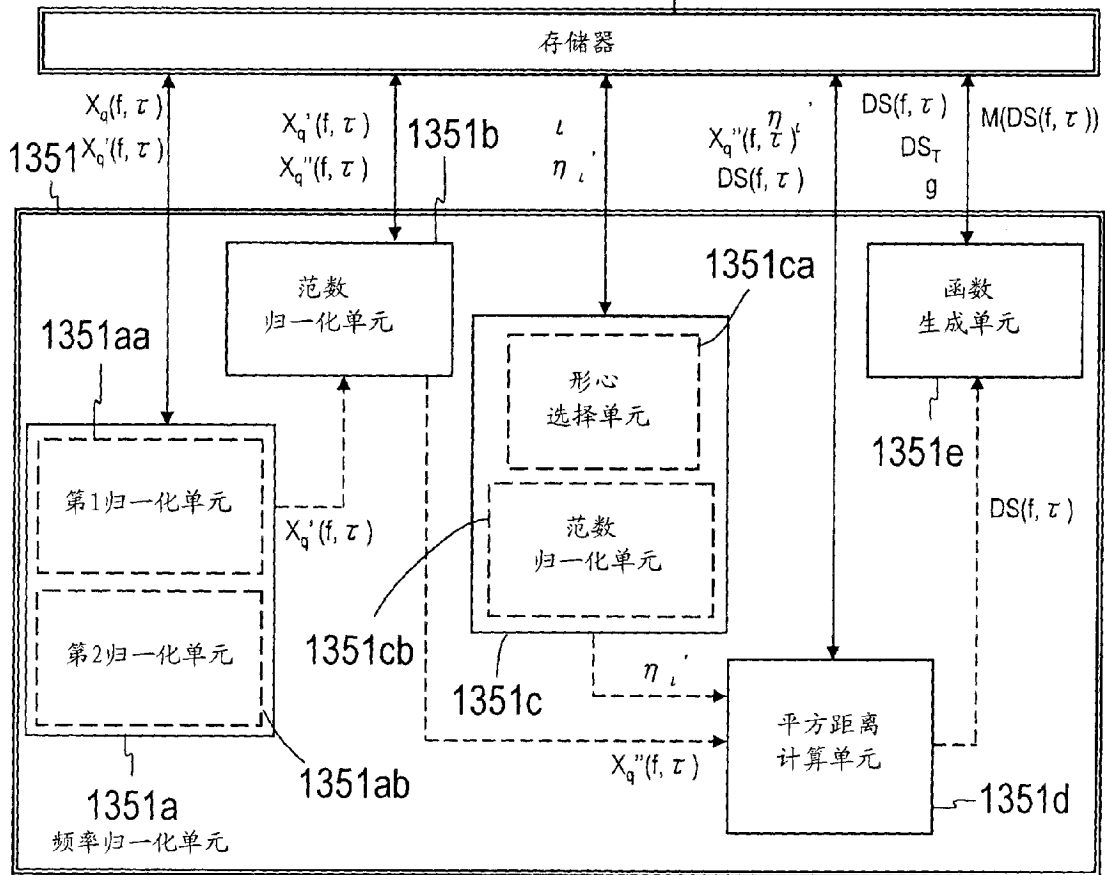 存储器
Xq(f, τ)
Xq'(f, τ)
Xq'(f, τ)
Xq''(f, τ)
1351b
ι
ηι'
ηι'
Xq''(f, τ)
DS(f, τ)
DS(f, τ)
DSτ
g
M(DS(f, τ))
1351
范数
归一化单元
1351ca
函数
生成单元
1351aa
形心
选择单元
1351e
第1归一化单元
Xq'(f, τ)
范数
归一化单元
DS(f, τ)
第2归一化单元
1351cb
1351c
ηι'
平方距离
计算单元
Xq''(f, τ)
1351ab
1351d
1351a
频率归一化单元